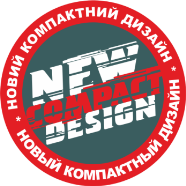 * НОВИЙ КОМПАКТНИЙ ДИЗАЙН *
NEW
COMPACT
DESIGN
НОВЫЙ КОМПАКТНЫЙ ДИЗАЙН